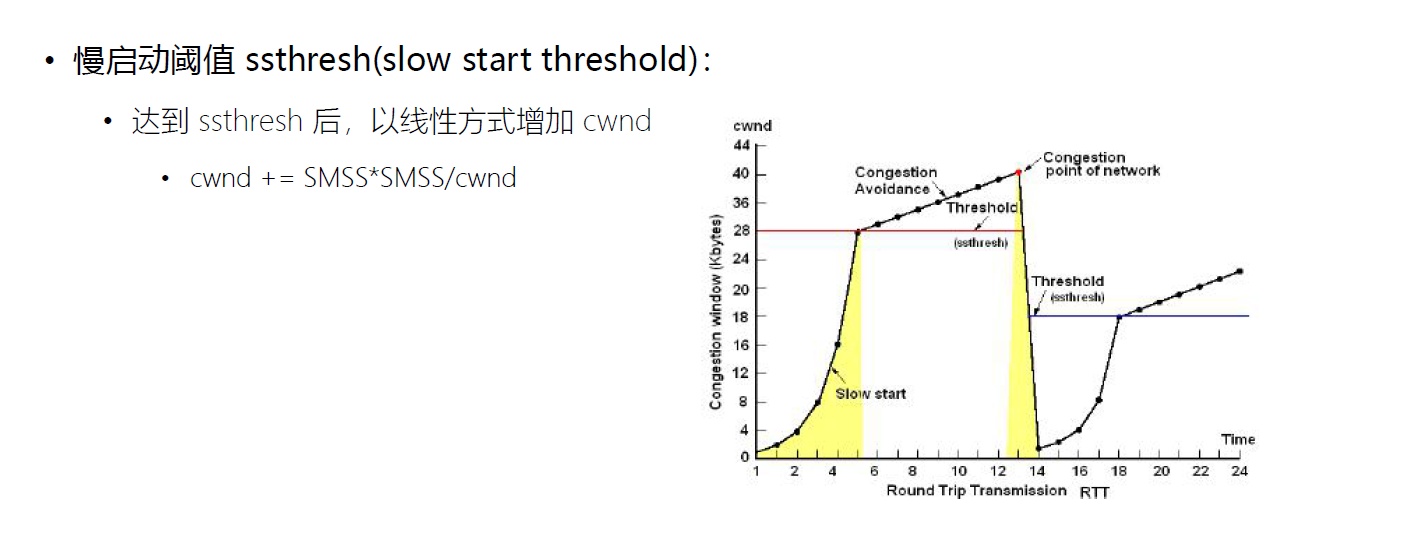 • 慢启动阈值 ssthresh(slow start threshold)：
• 达到 ssthresh 后，以线性方式增加 cwnd
• cwnd += SMSS*SMSS/cwnd
cwnd
44
40
36
28
24
20
18
16
12
8
4
0
Congestion window (Kbytes)
Congestion
Avoidance
Congestion
point of network
Threshold
(ssthresh)
Threshold
(ssthresh)
Slow start
Time
1 2 4 6 8 10 12 14 16 18 20 22 24
Round Trip Transmission RTT